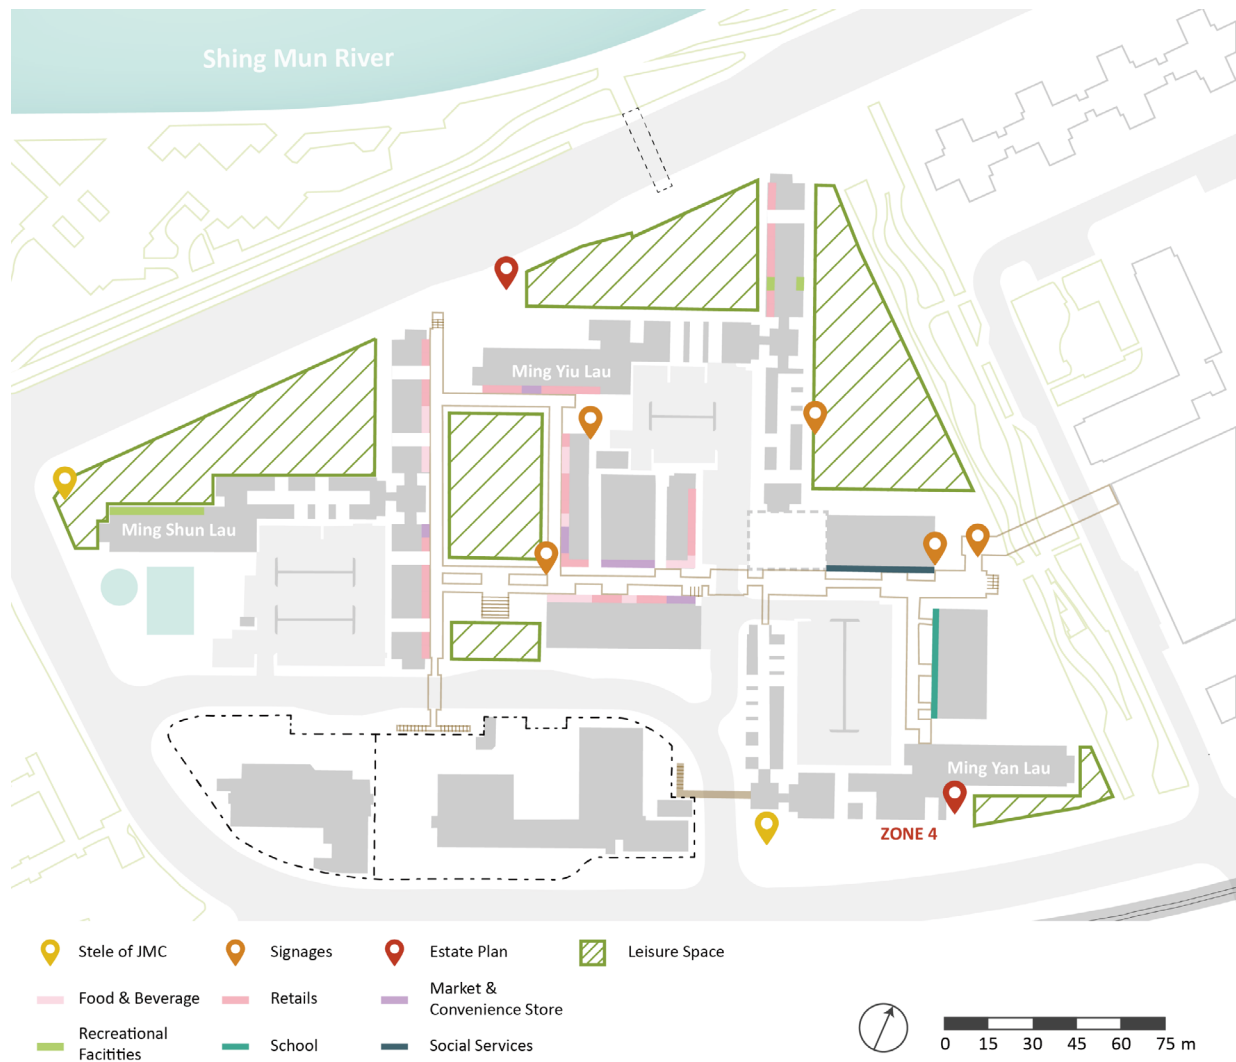 Shing Mun River
Ming Yiu Lau
Ming Shun Lau
Ming Yan Lau
ZONE 4
Stele of JMC
Signages
Estate Plan
Leisure Space
Food & Beverage
Retails
Market &
Convenience Store
Recreational
Facitities
School
Social Services
0 15 30 45 60 75 m